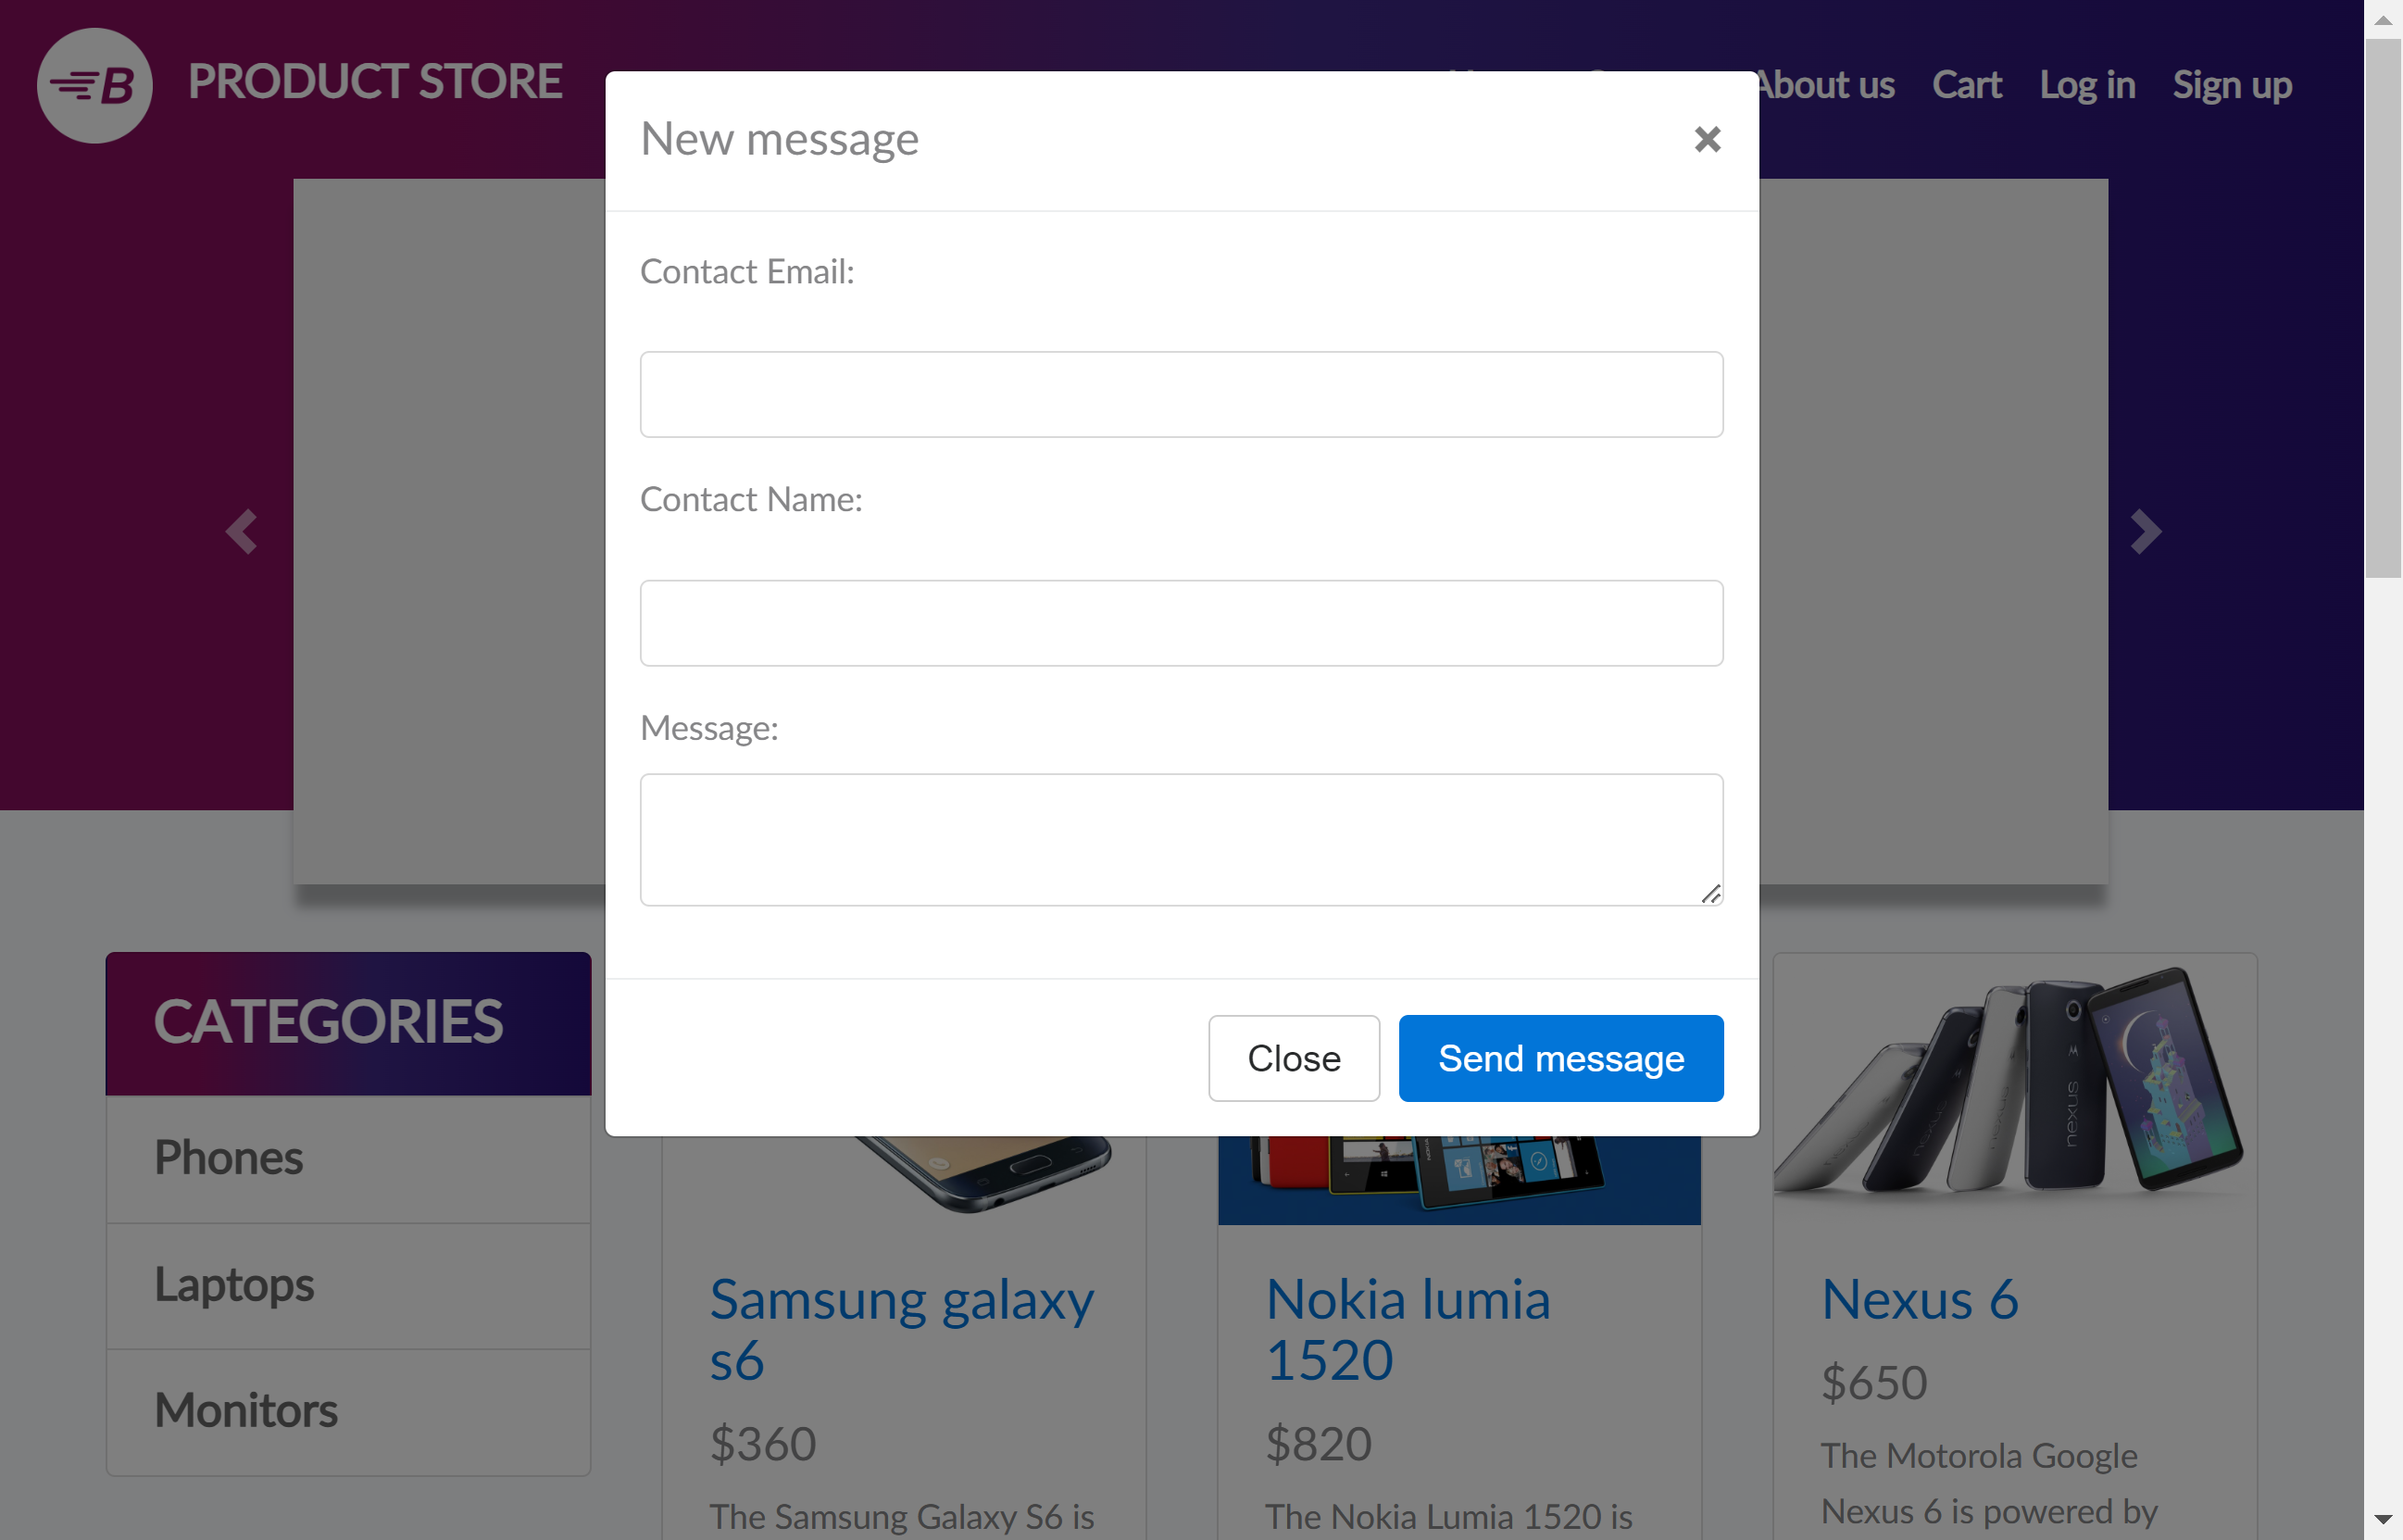 B PRODUCT STORE
About us Cart Log in Sign up
New message
×
Contact Email:
Contact Name:
Message:
Close Send message
CATEGORIES
Phones
Laptops
Monitors
nexus
Samsung galaxy
s6
$360
The Samsung Galaxy S6 is
Nokia lumia
1520
$820
The Nokia Lumia 1520 is
Nexus 6
$650
The Motorola Google
Nexus 6 is powered by